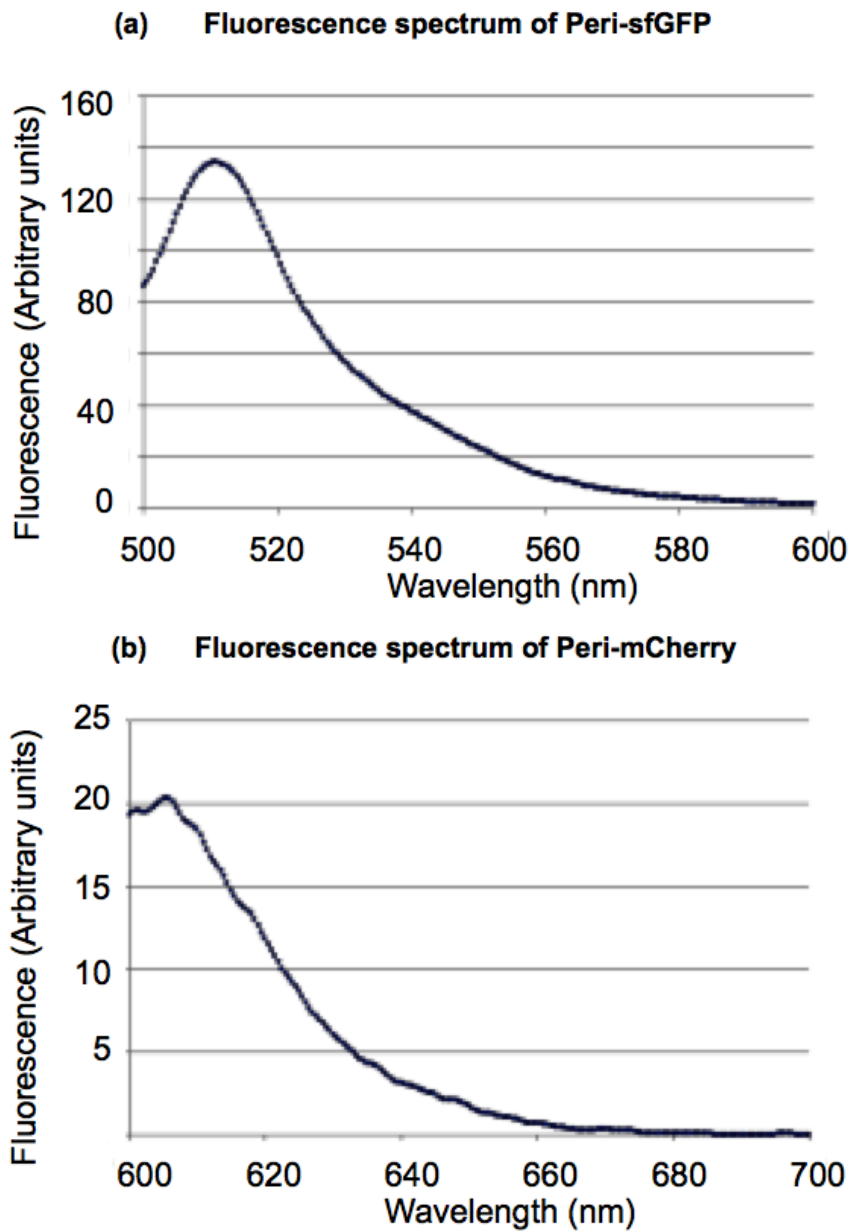 (a) Fluorescence spectrum of Peri-sfGFP
Fluorescence (Arbitrary units)
160
120
80
40
0
500 520 540 560 580 600
Wavelength (nm)
(b) Fluorescence spectrum of Peri-mCherry
Fluorescence (Arbitrary units)
25
20
15
10
5
600 620 640 660 680 700
Wavelength (nm)